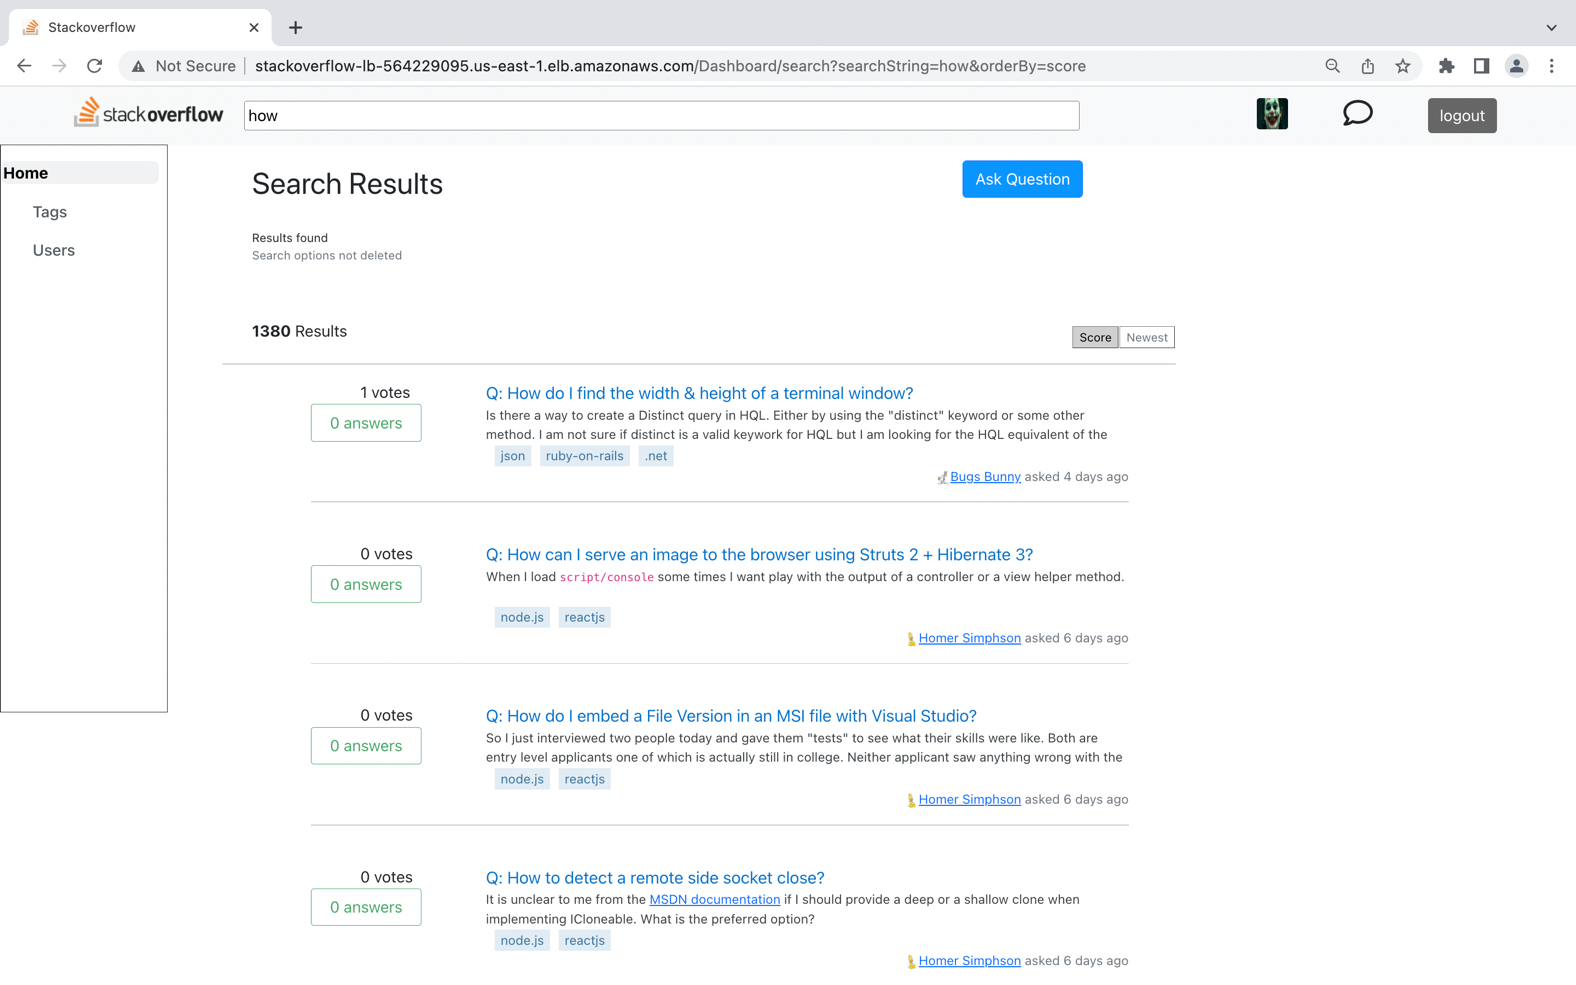 Stackoverflow
Not Secure stackoverflow-lb-564229095.us-east-1.elb.amazonaws.com/Dashboard/search?searchString=how&orderBy=score
stackoverflow how logout
Home
Tags
Users
Search Results Ask Question
Results found
Search options not deleted
1380 Results Score Newest
1 votes
0 answers
Q: How do I find the width & height of a terminal window?
Is there a way to create a Distinct query in HQL. Either by using the "distinct" keyword or some other
method. I am not sure if distinct is a valid keywork for HQL but I am looking for the HQL equivalent of the
json ruby-on-rails .net
Bugs Bunny asked 4 days ago
0 votes
0 answers
Q: How can I serve an image to the browser using Struts 2 + Hibernate 3?
When I load script/console some times I want play with the output of a controller or a view helper method.
node.js reactjs
Homer Simphson asked 6 days ago
0 votes
0 answers
Q: How do I embed a File Version in an MSI file with Visual Studio?
So I just interviewed two people today and gave them "tests" to see what their skills were like. Both are
entry level applicants one of which is actually still in college. Neither applicant saw anything wrong with the
node.js reactjs
Homer Simphson asked 6 days ago
0 votes
0 answers
Q: How to detect a remote side socket close?
It is unclear to me from the MSDN documentation if I should provide a deep or a shallow clone when
implementing ICloneable. What is the preferred option?
node.js reactjs
Homer Simphson asked 6 days ago